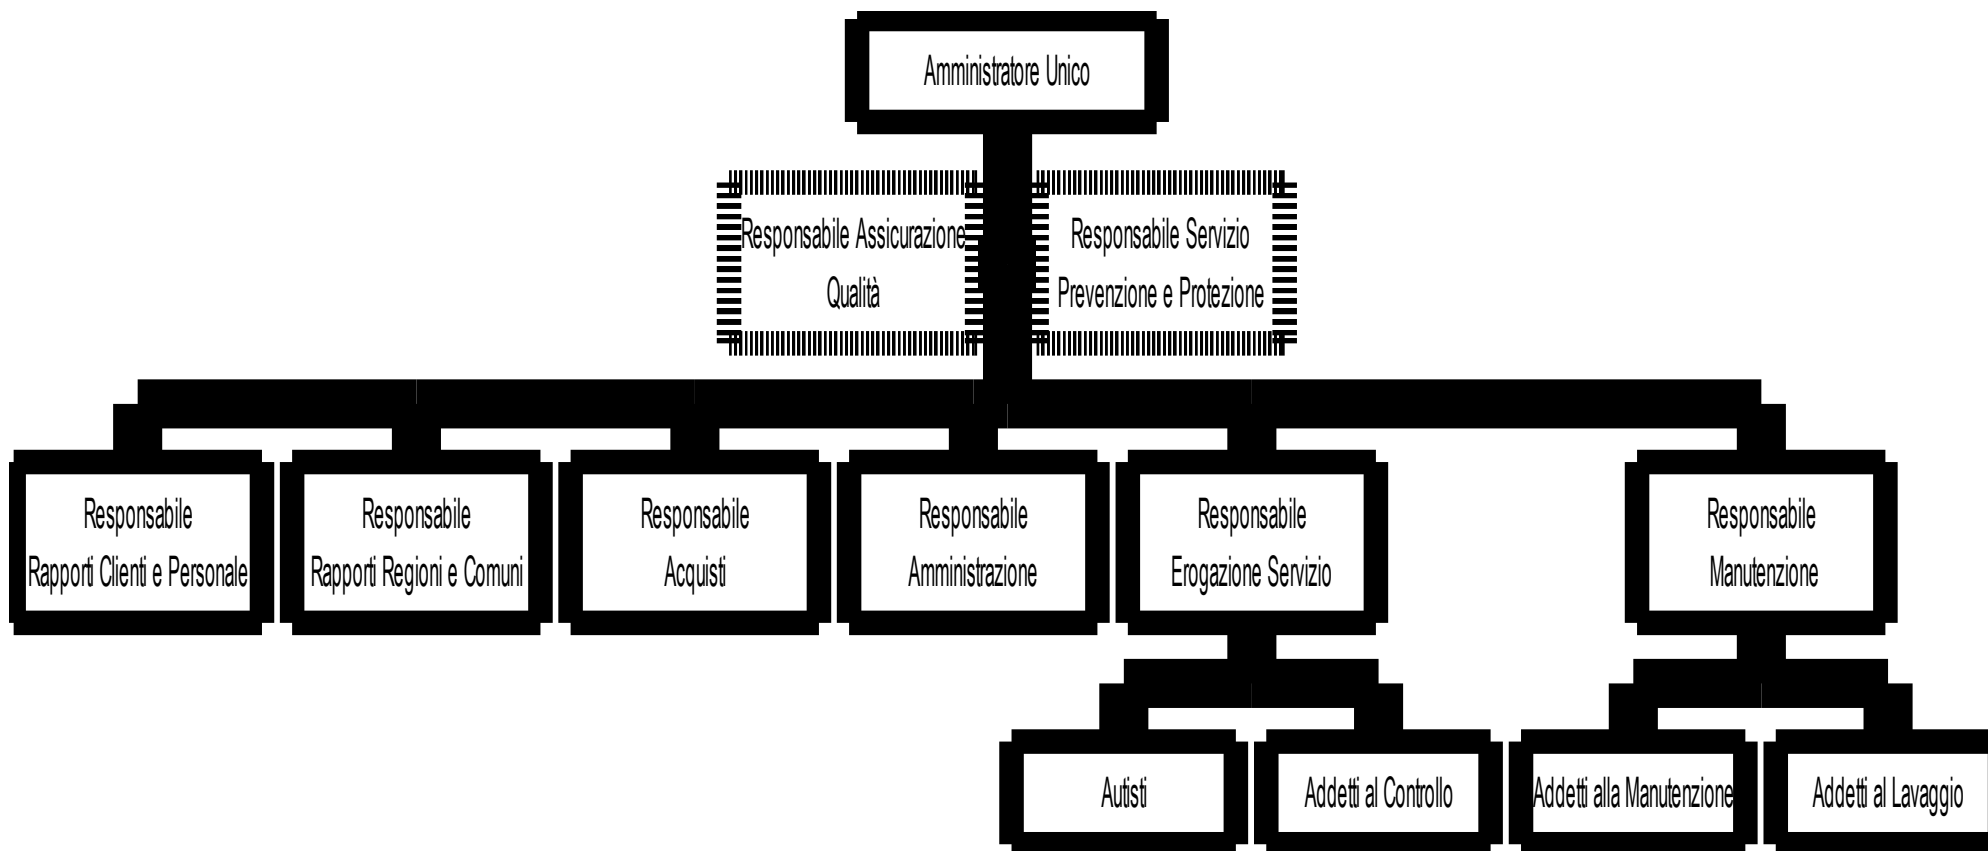 Amministratore Unico
Responsabile Assicurazione
Qualità
Responsabile Servizio
Prevenzione e Protezione
Responsabile
Rapporti Clienti e Personale
Responsabile
Rapporti Regioni e Comuni
Responsabile
Acquisti
Responsabile
Amministrazione
Responsabile
Erogazione Servizio
Responsabile
Manutenzione
Autisti
Addetti al Controllo
Addetti alla Manutenzione
Addetti al Lavaggio